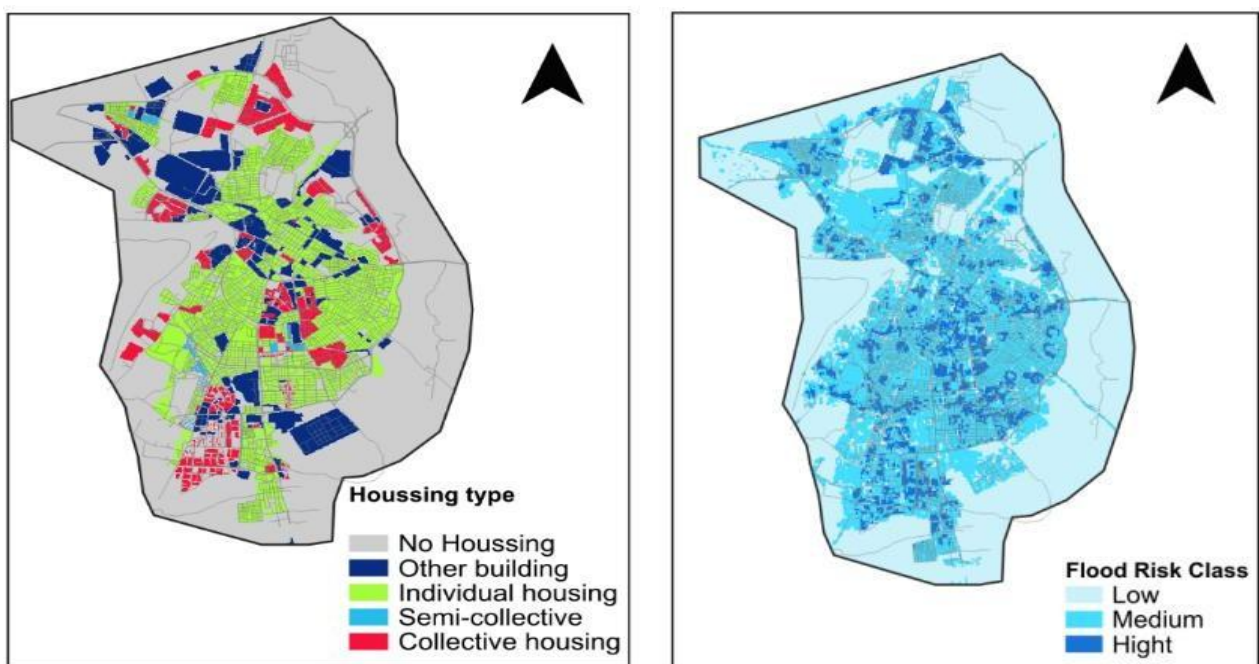 Houssing type
No Houssing
Other building
Individual housing
Semi-collective
Collective housing
Flood Risk Class
Low
Medium
Hight